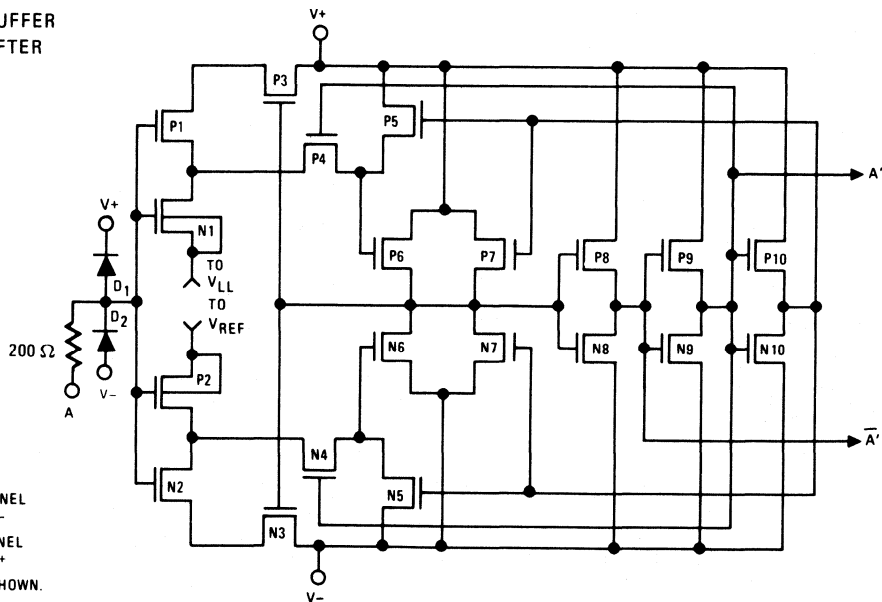 UFFER
FTER
V+
P3
P1
P5
P4
A'
N1
V+
P6
P7
P8
P9
P10
TO
VLL
D1
TO
D2
VREF
N6
N7
N8
N9
N10
200 Ω
P2
V−
A
A̅'
N4
N2
N5
N3
NEL
−
NEL
+
HOWN.
V−